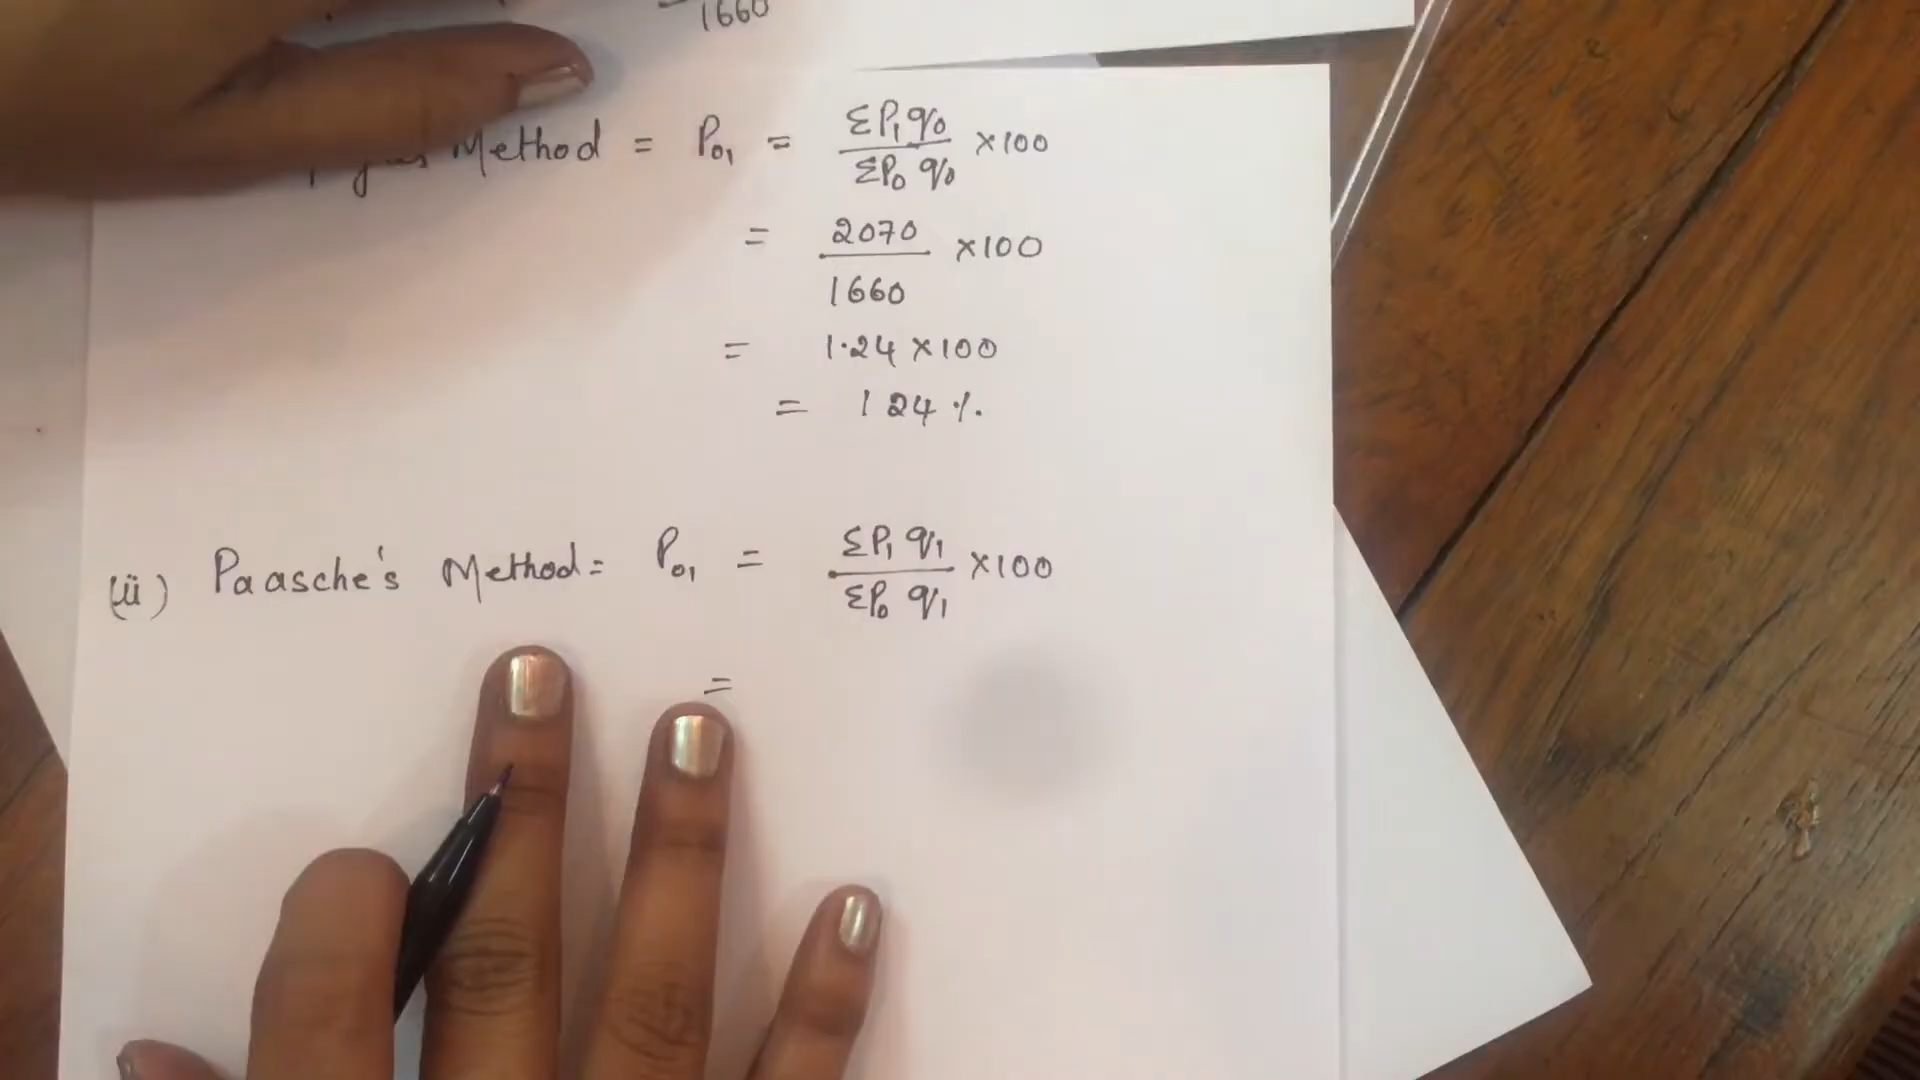 1660
Method = P₀₁ = ΣP₁q₀ / ΣP₀q₀ ×100
= 2070 / 1660 ×100
= 1.24 ×100
= 124 %.
(ii) Paasche's Method = P₀₁ = ΣP₁q₁ / ΣP₀q₁ ×100
=